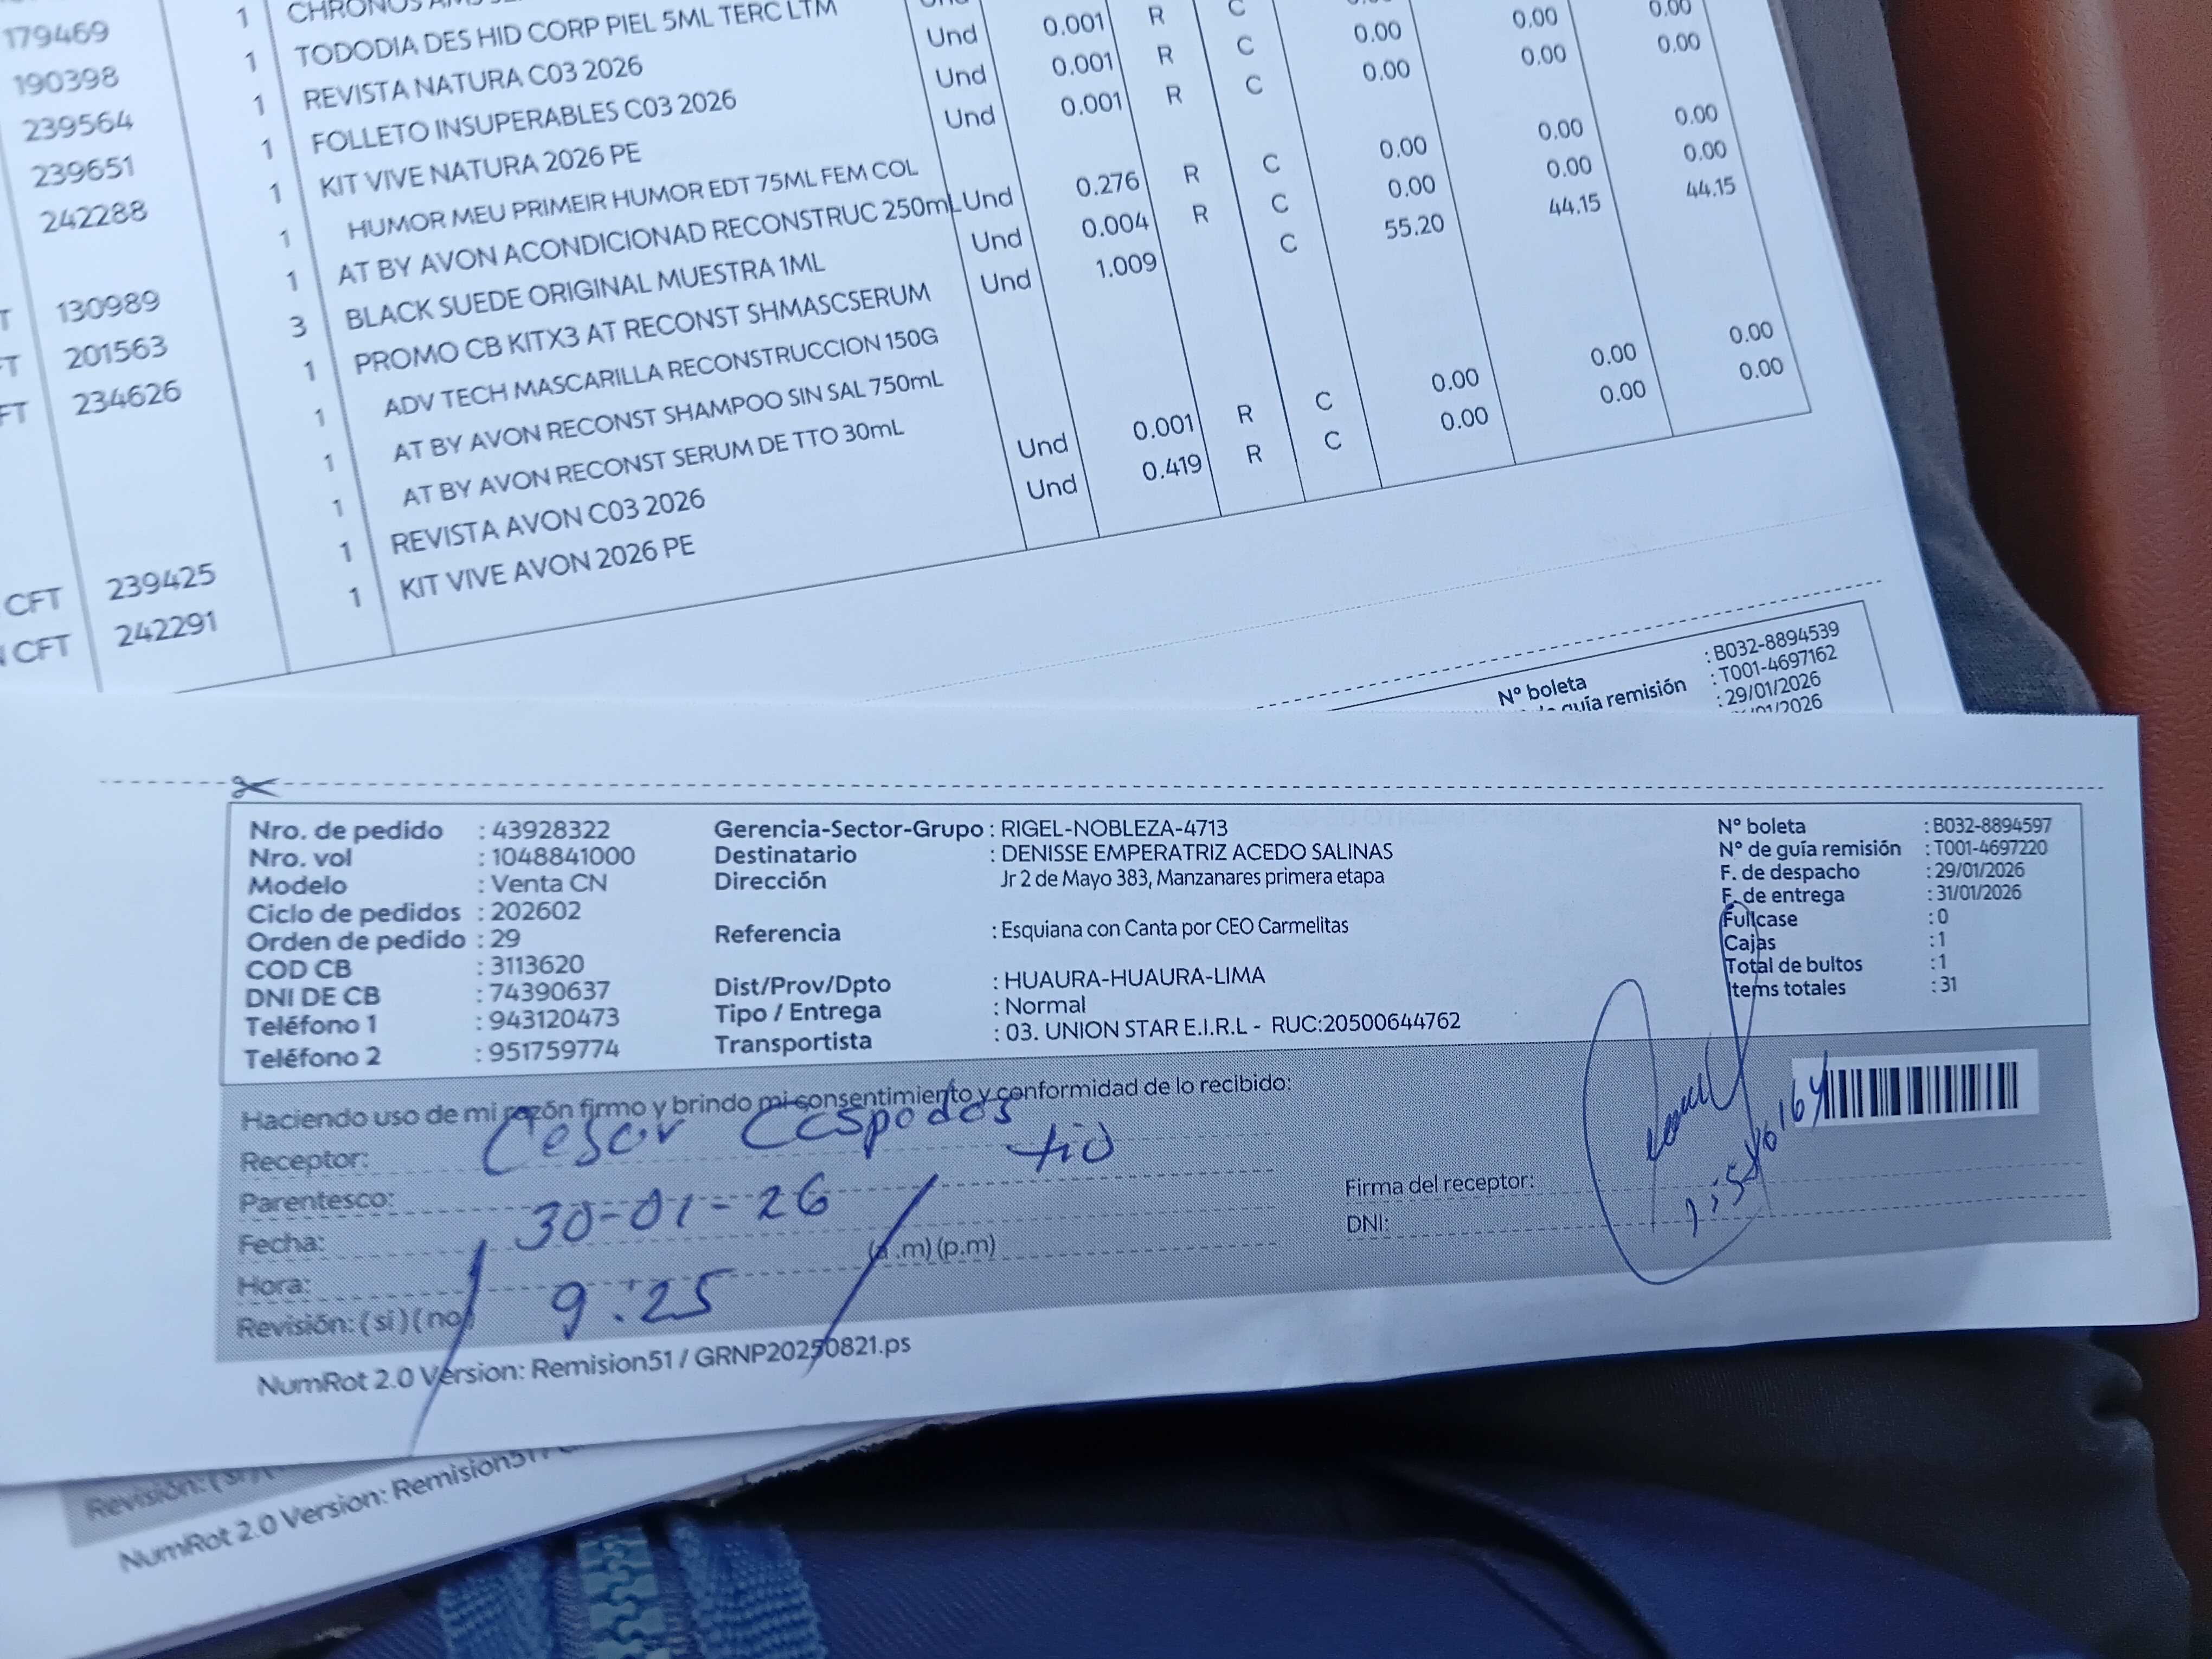 179469 1 CHRONOS
190398 1 TODODIA DES HID CORP PIEL 5ML TERC LTM Und 0.001 R C 0.00 0.00 0.00
239564 1 REVISTA NATURA C03 2026 Und 0.001 R C 0.00 0.00 0.00
239651 1 FOLLETO INSUPERABLES C03 2026 Und 0.001 R C
242288 1 KIT VIVE NATURA 2026 PE
1 HUMOR MEU PRIMEIR HUMOR EDT 75ML FEM COL
130989 1 AT BY AVON ACONDICIONAD RECONSTRUC 250mL Und 0.276 R C 0.00 0.00 0.00
FT 201563 3 BLACK SUEDE ORIGINAL MUESTRA 1ML Und 0.004 R C 0.00 0.00 0.00
FT 234626 1 PROMO CB KITX3 AT RECONST SHMASCSERUM Und 1.009 C 55.20 44.15 44.15
1 ADV TECH MASCARILLA RECONSTRUCCION 150G
1 AT BY AVON RECONST SHAMPOO SIN SAL 750mL
1 AT BY AVON RECONST SERUM DE TTO 30mL
CFT 239425 1 REVISTA AVON C03 2026 Und 0.001 R C 0.00 0.00 0.00
CFT 242291 1 KIT VIVE AVON 2026 PE Und 0.419 R C 0.00 0.00 0.00
N° boleta : B032-8894539
guía remisión : T001-4697162
: 29/01/2026
/01/2026
Nro. de pedido : 43928322
Nro. vol : 1048841000
Modelo : Venta CN
Ciclo de pedidos : 202602
Orden de pedido : 29
COD CB : 3113620
DNI DE CB : 74390637
Teléfono 1 : 943120473
Teléfono 2 : 951759774
Gerencia-Sector-Grupo : RIGEL-NOBLEZA-4713
Destinatario : DENISSE EMPERATRIZ ACEDO SALINAS
Dirección Jr 2 de Mayo 383, Manzanares primera etapa
Referencia : Esquiana con Canta por CEO Carmelitas
Dist/Prov/Dpto : HUAURA-HUAURA-LIMA
Tipo / Entrega : Normal
Transportista : 03. UNION STAR E.I.R.L - RUC:20500644762
N° boleta : B032-8894597
N° de guía remisión : T001-4697220
F. de despacho : 29/01/2026
F. de entrega : 31/01/2026
Fullcase : 0
Cajas : 1
Total de bultos : 1
Items totales : 31
Haciendo uso de mi razón firmo y brindo mi consentimiento y conformidad de lo recibido:
Receptor: Cesar
Parentesco: tio
Fecha: 30-01-26
Hora: 9:25 (a.m)(p.m)
Revisión: (si)(no)
Firma del receptor:
DNI:
NumRot 2.0 Version: Remision51 / GRNP20250821.ps
Revisión: (si)(
NumRot 2.0 Version: Remision51